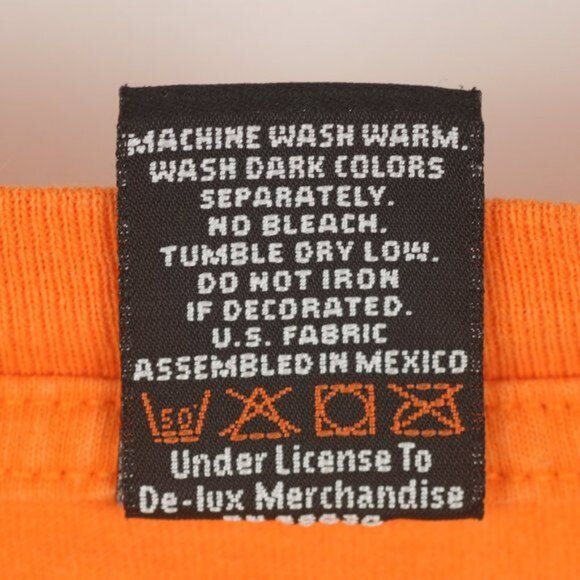 MACHINE WASH WARM.
WASH DARK COLORS
SEPARATELY.
NO BLEACH.
TUMBLE DRY LOW.
DO NOT IRON
IF DECORATED.
U.S. FABRIC
ASSEMBLED IN MEXICO
50
Under License To
De-lux Merchandise